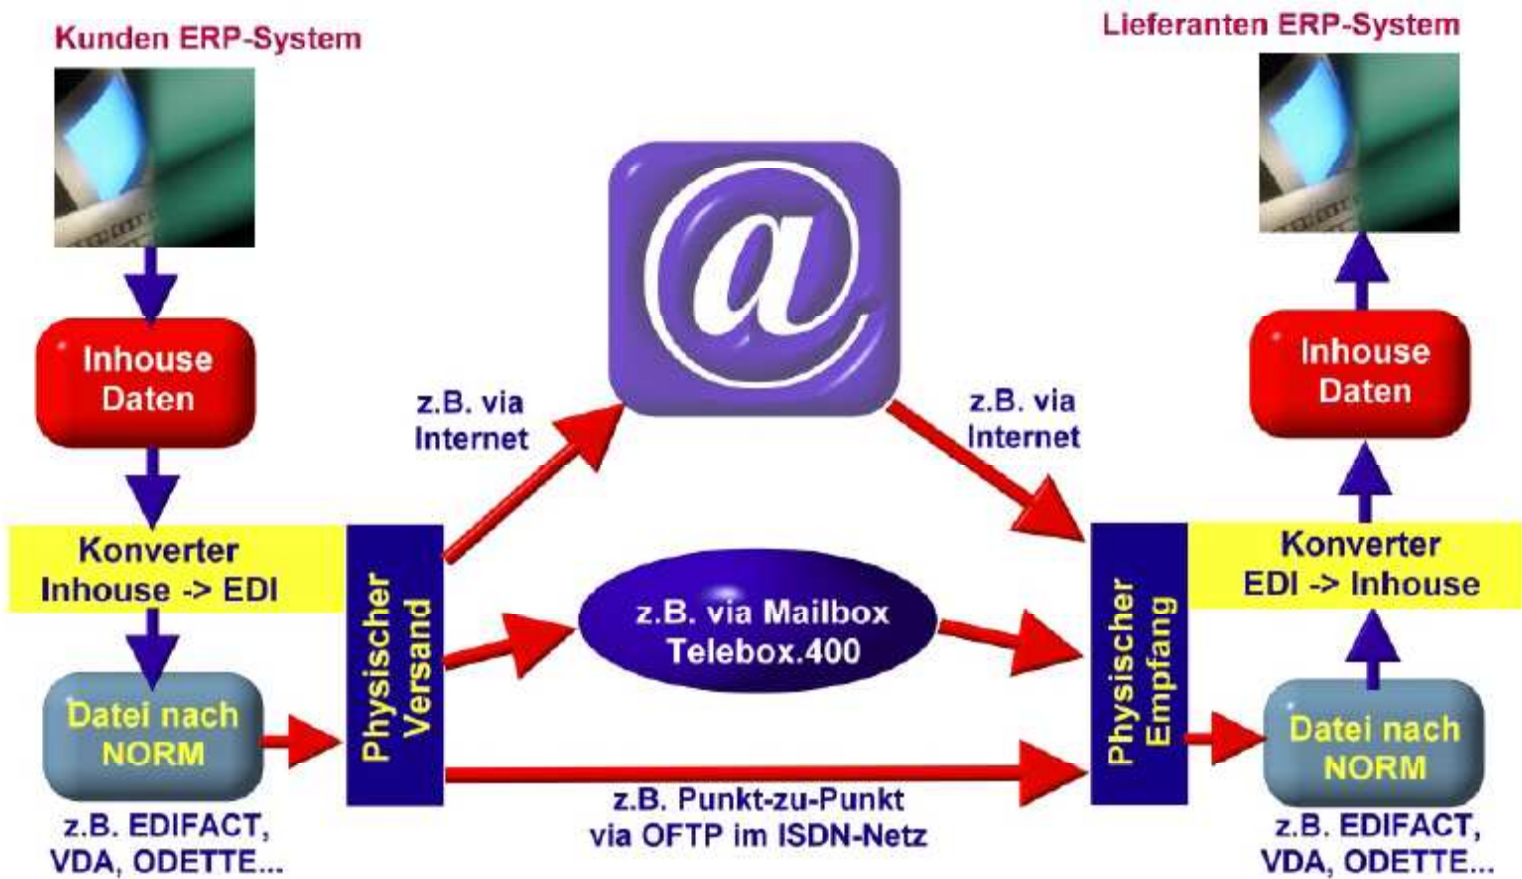 Kunden ERP-System
Lieferanten ERP-System
Inhouse
Daten
Konverter
Inhouse -> EDI
Datei nach
NORM
z.B. EDIFACT,
VDA, ODETTE...
Physischer
Versand
z.B. via
Internet
@
z.B. via
Internet
z.B. via Mailbox
Telebox.400
z.B. Punkt-zu-Punkt
via OFTP im ISDN-Netz
Physischer
Empfang
Inhouse
Daten
Konverter
EDI -> Inhouse
Datei nach
NORM
z.B. EDIFACT,
VDA, ODETTE...